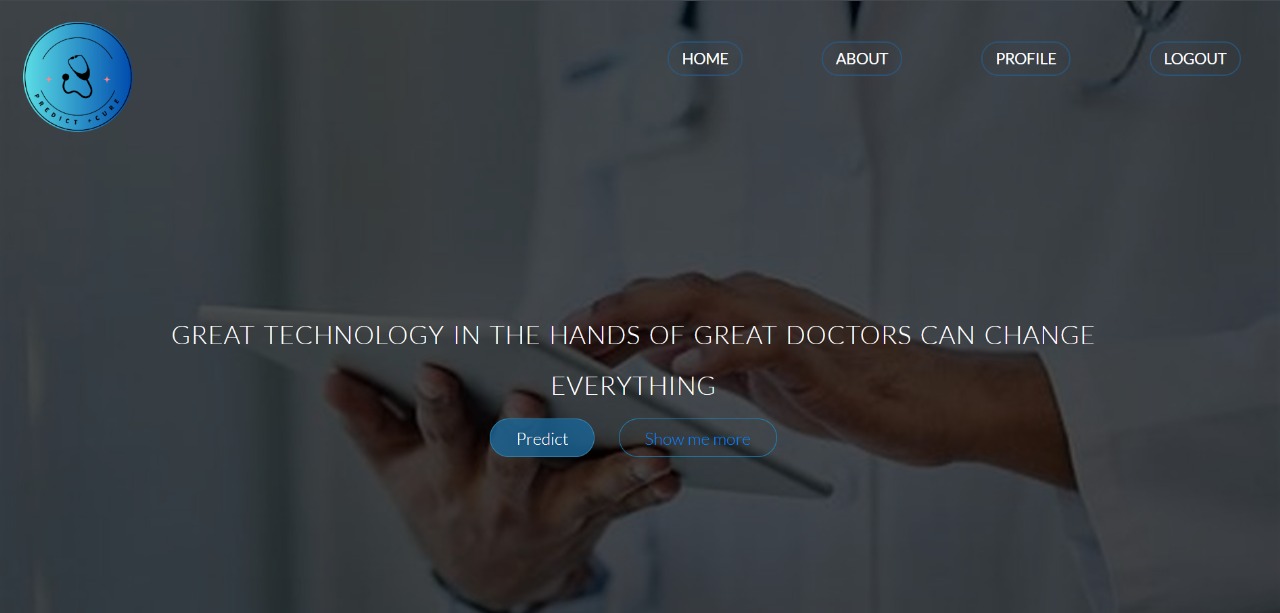 PREDICT + CURE
HOME
ABOUT
PROFILE
LOGOUT
GREAT TECHNOLOGY IN THE HANDS OF GREAT DOCTORS CAN CHANGE
EVERYTHING
Predict
Show me more